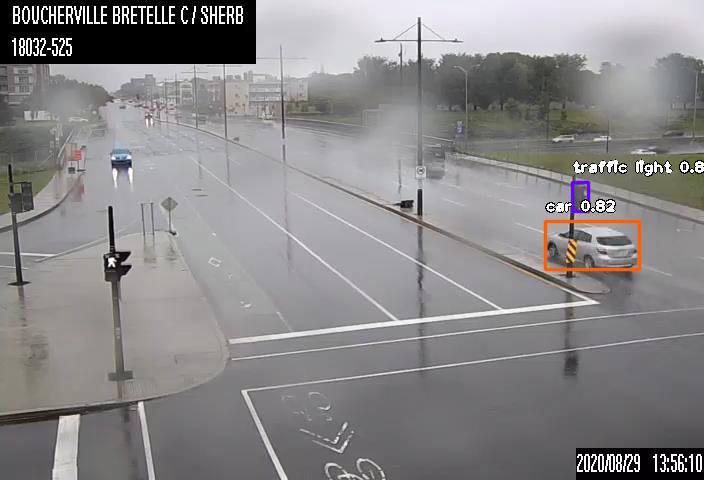 BOUCHERVILLE BRETELLE C / SHERB
18032-525
traffic light 0.8
car 0.82
2020/08/29 13:56:10